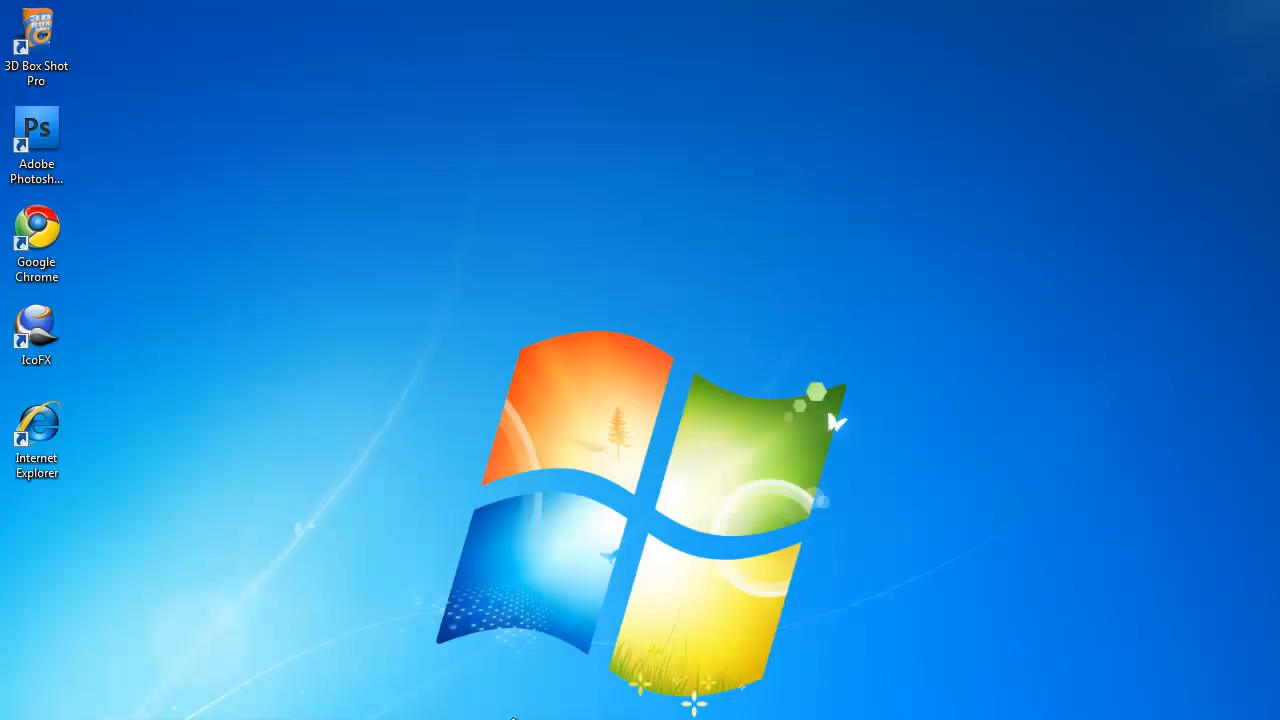 3D Box Shot
Pro
Ps
Adobe
Photosh...
Google
Chrome
IcoFX
Internet
Explorer